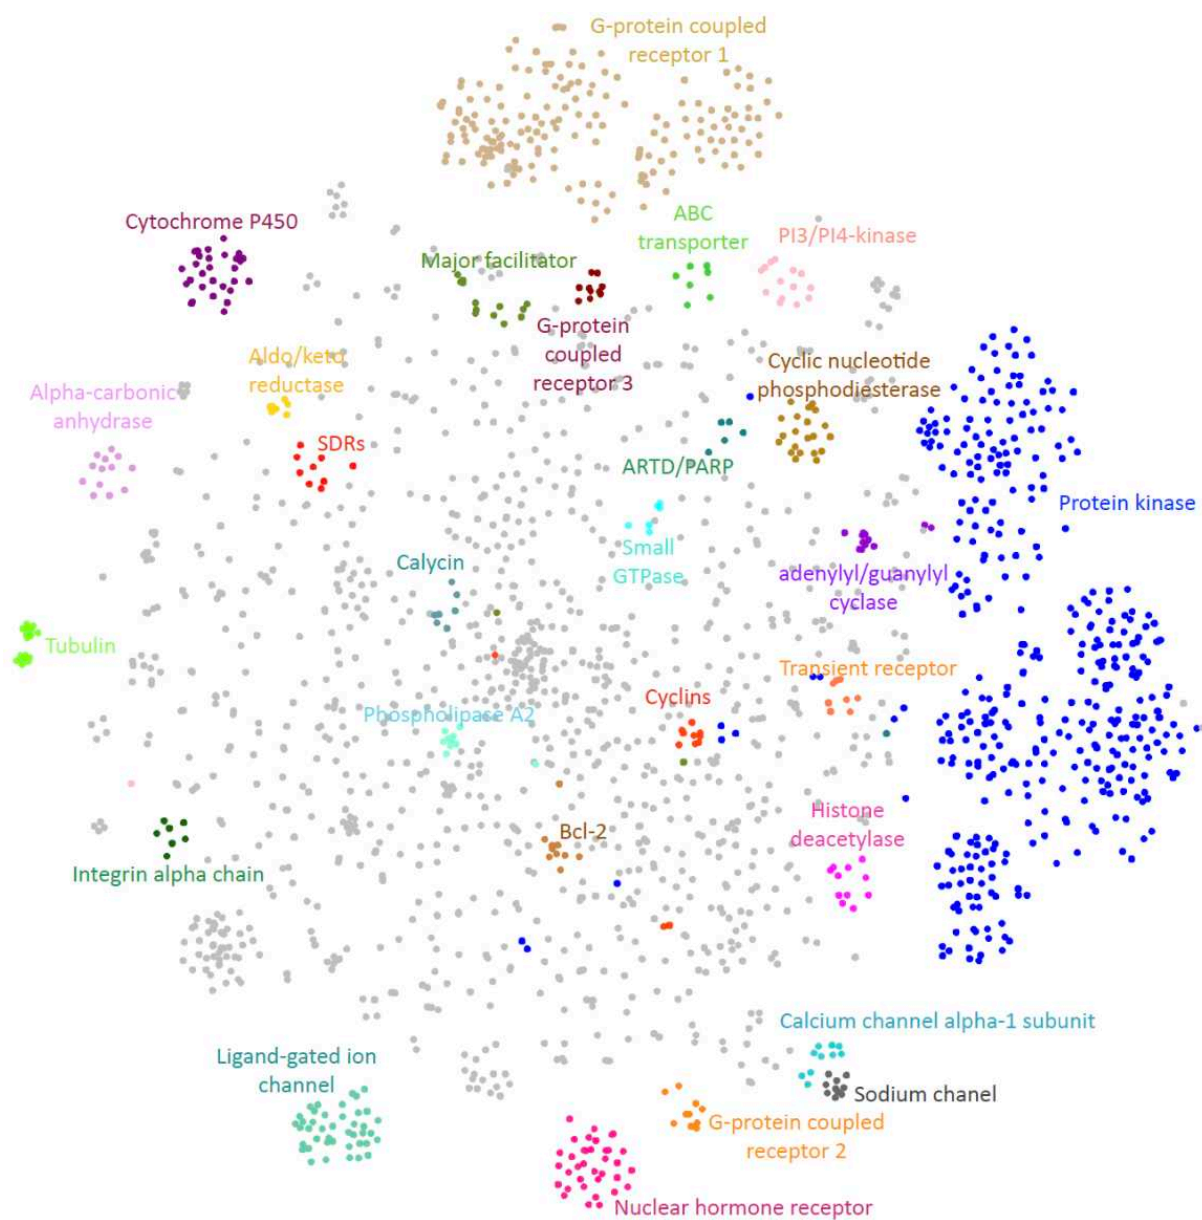 G-protein coupled
receptor 1
Cytochrome P450
ABC
transporter
PI3/PI4-kinase
Major facilitator
G-protein
coupled
receptor 3
Aldo/keto
reductase
Cyclic nucleotide
phosphodiesterase
Alpha-carbonic
anhydrase
SDRs
ARTD/PARP
Protein kinase
Small
GTPase
Calycin
adenylyl/guanylyl
cyclase
Tubulin
Transient receptor
Phospholipase A2
Cyclins
Bcl-2
Histone
deacetylase
Integrin alpha chain
Calcium channel alpha-1 subunit
Ligand-gated ion
channel
Sodium chanel
G-protein coupled
receptor 2
Nuclear hormone receptor